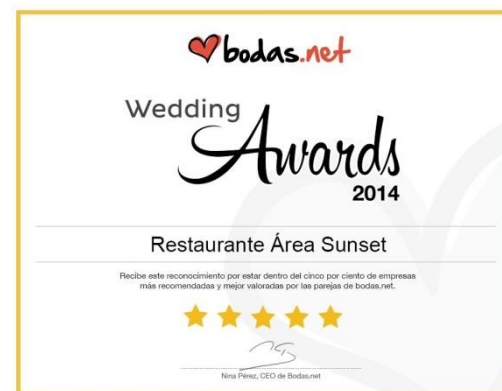 bodas.net
Wedding
Awards
2014
Restaurante Área Sunset
Recibe este reconocimiento por estar dentro del cinco por ciento de empresas
más recomendadas y mejor valoradas por las parejas de bodas.net.
Nina Pérez, CEO de Bodas.net